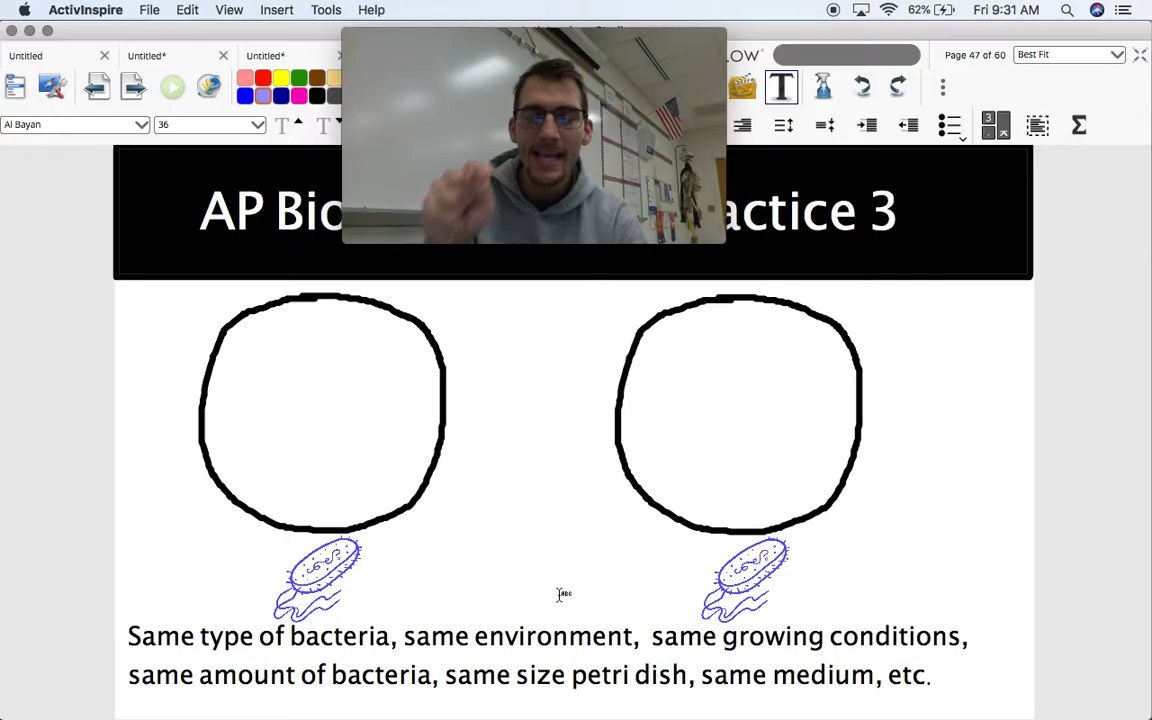 ActivInspire File Edit View Insert Tools Help 62% Fri 9:31 AM
Untitled Untitled* Untitled*
Page 47 of 60 Best Fit
Al Bayan 36
AP Bio actice 3
Same type of bacteria, same environment, same growing conditions,
same amount of bacteria, same size petri dish, same medium, etc.